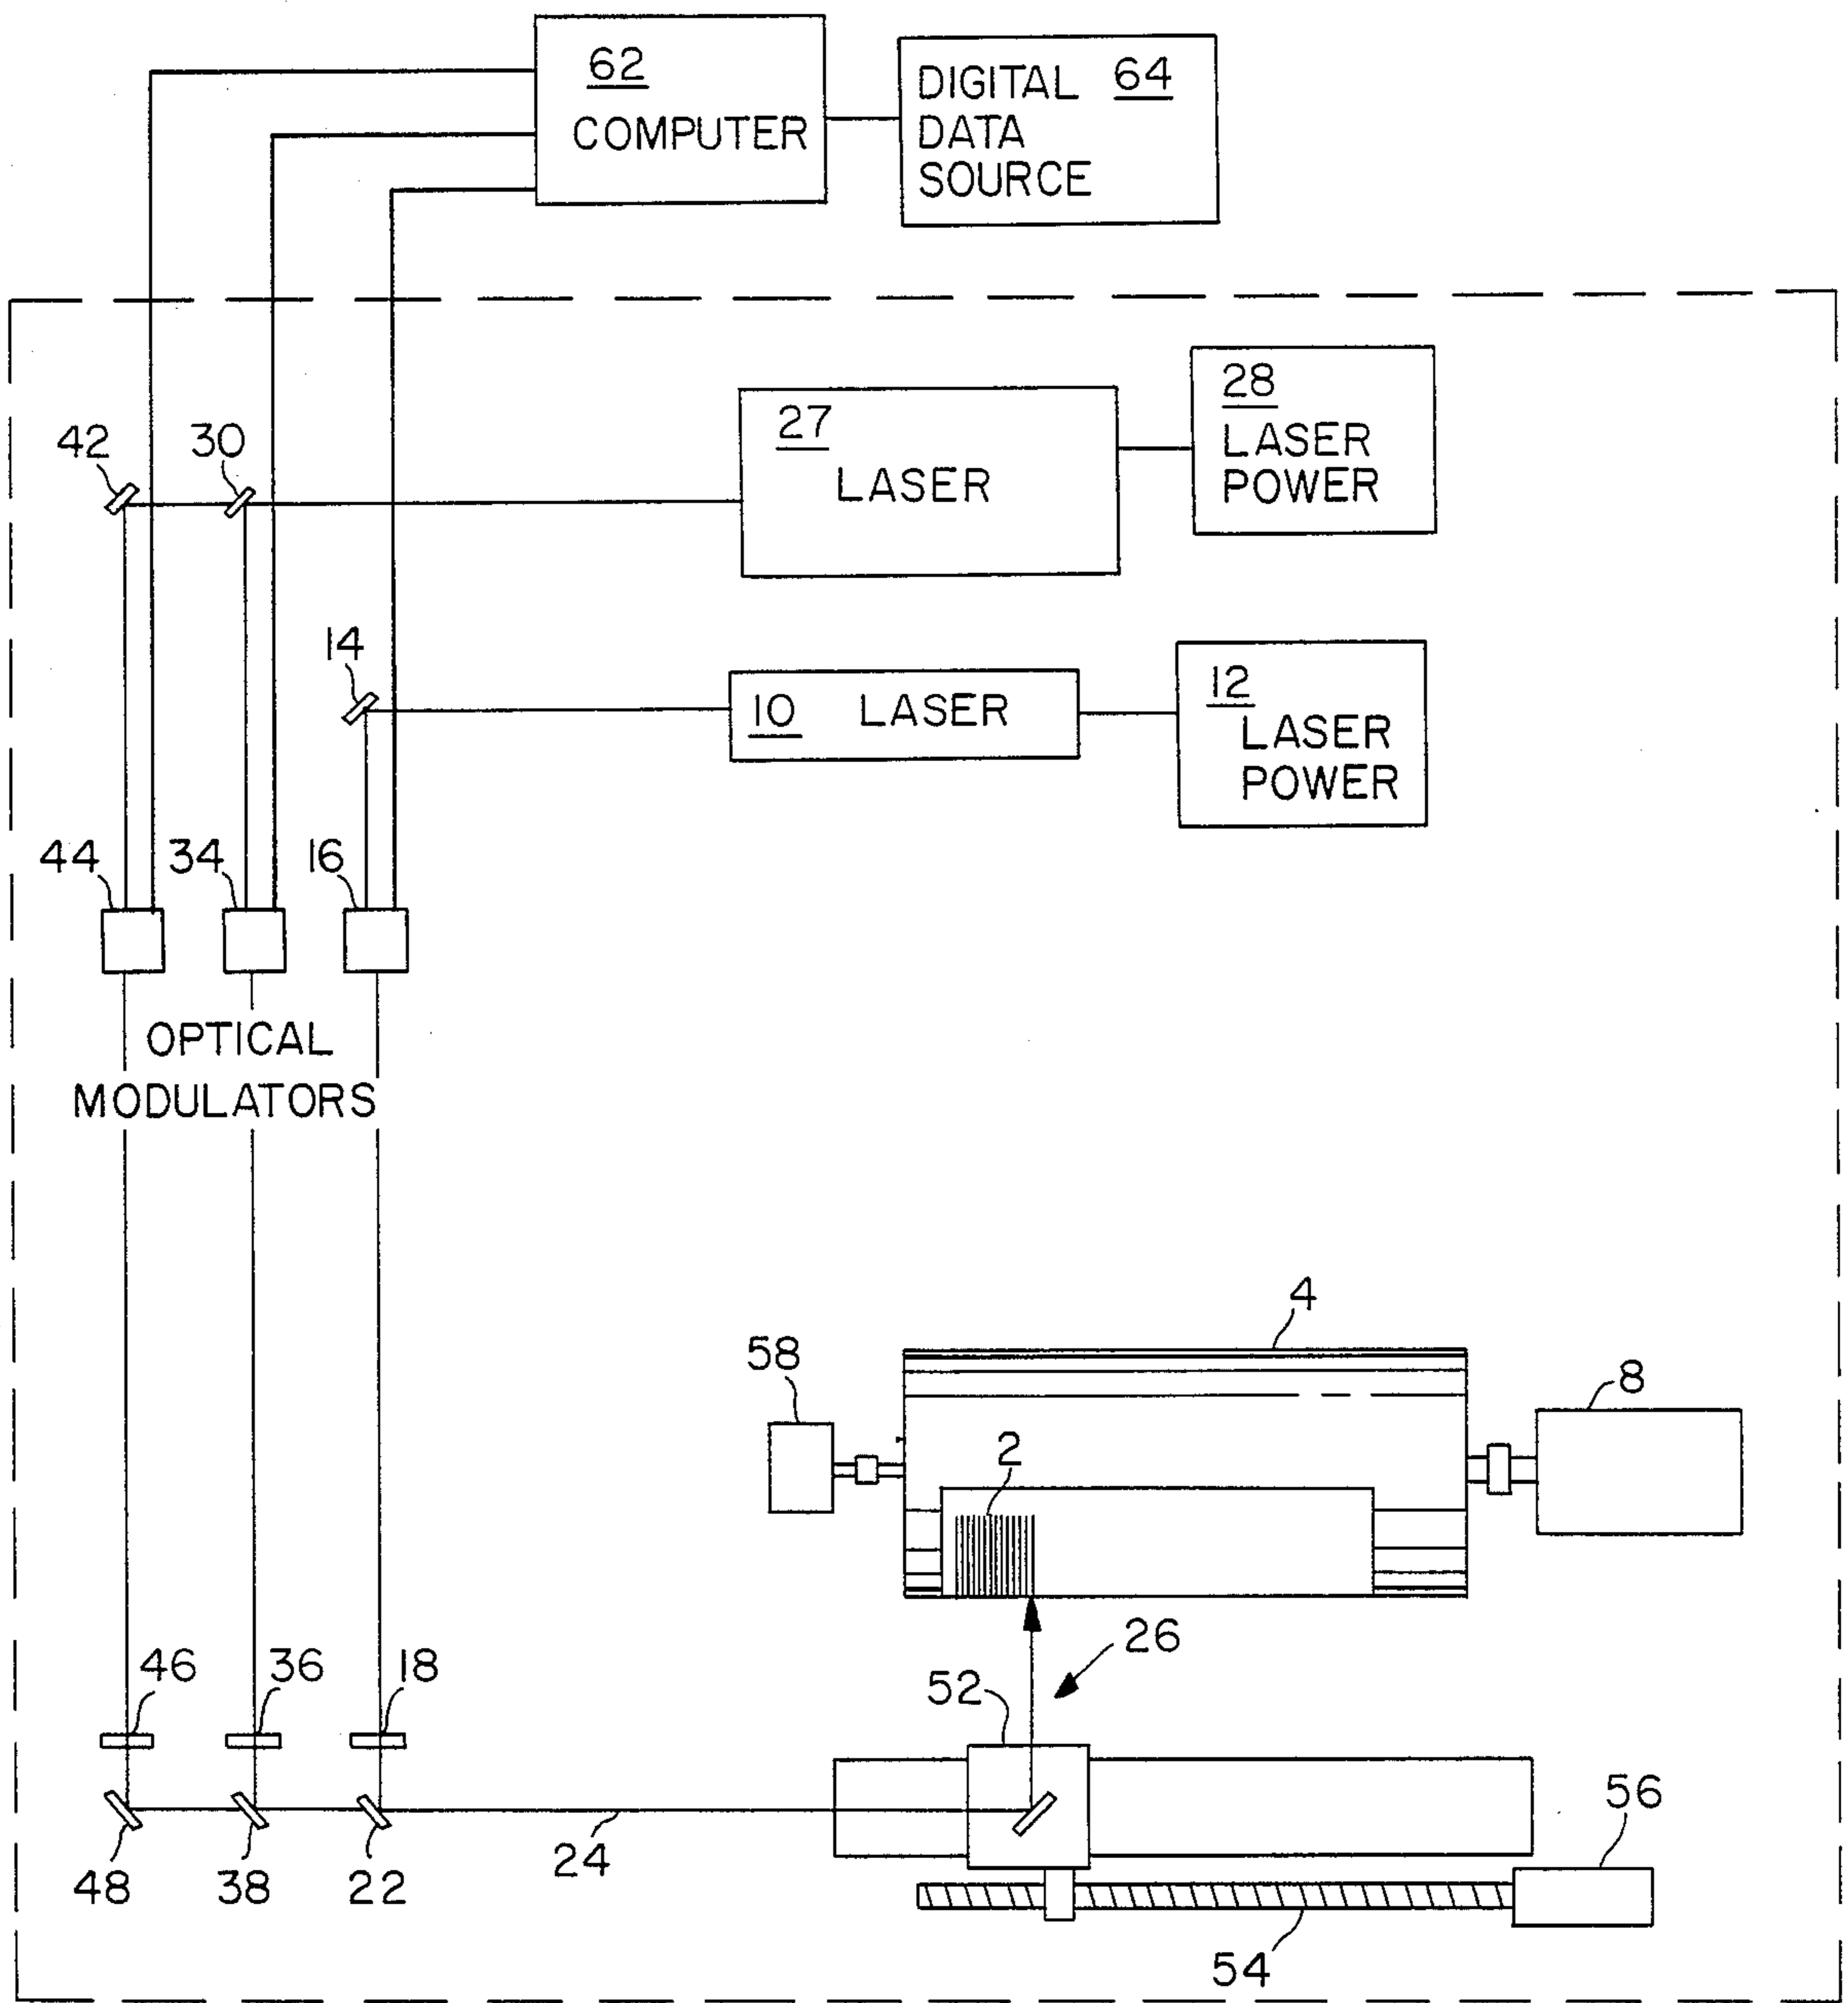 62
COMPUTER
DIGITAL 64
DATA
SOURCE
28
LASER
POWER
27
LASER
42
30
14
10 LASER
12
LASER
POWER
44
34
16
OPTICAL
MODULATORS
4
58
8
2
26
46
36
18
52
56
48
38
22
24
54